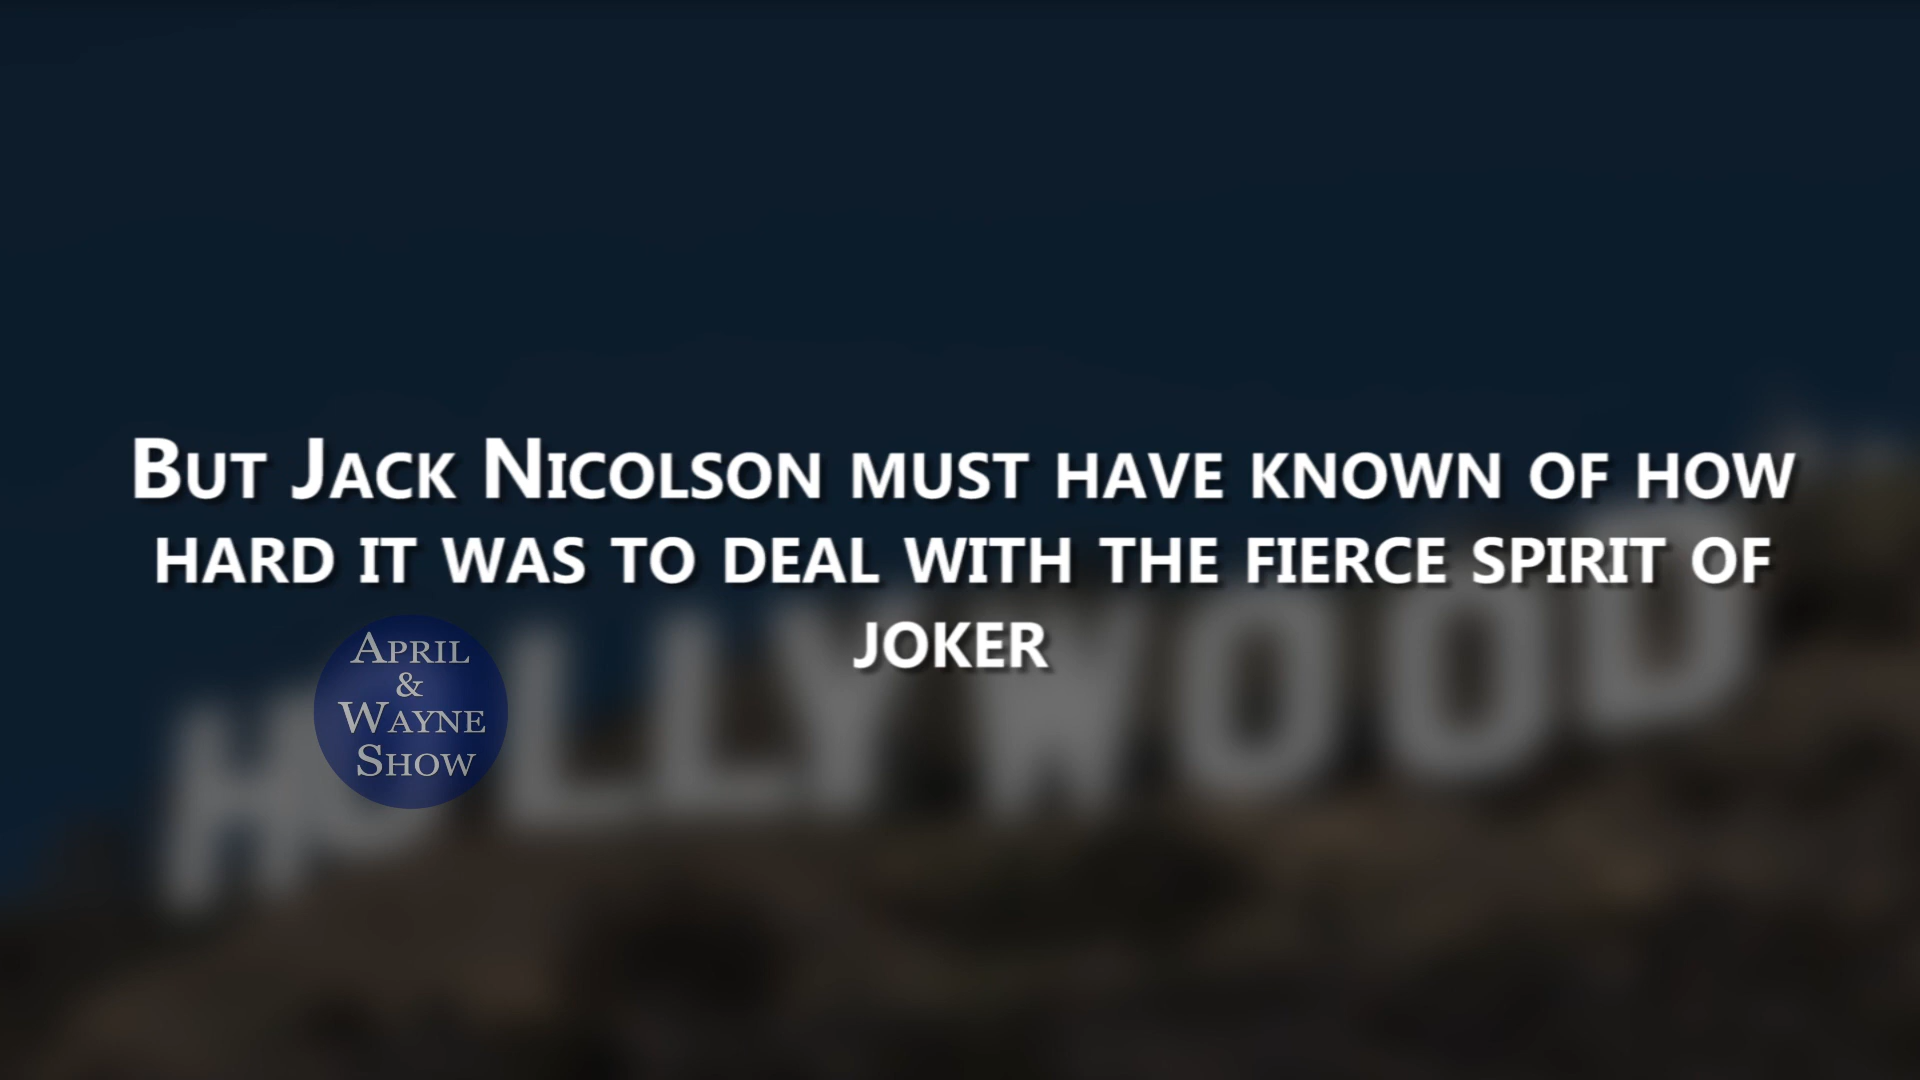 But Jack Nicolson must have known of how
hard it was to deal with the fierce spirit of
joker
April
&
Wayne
Show
HOLLYWOOD